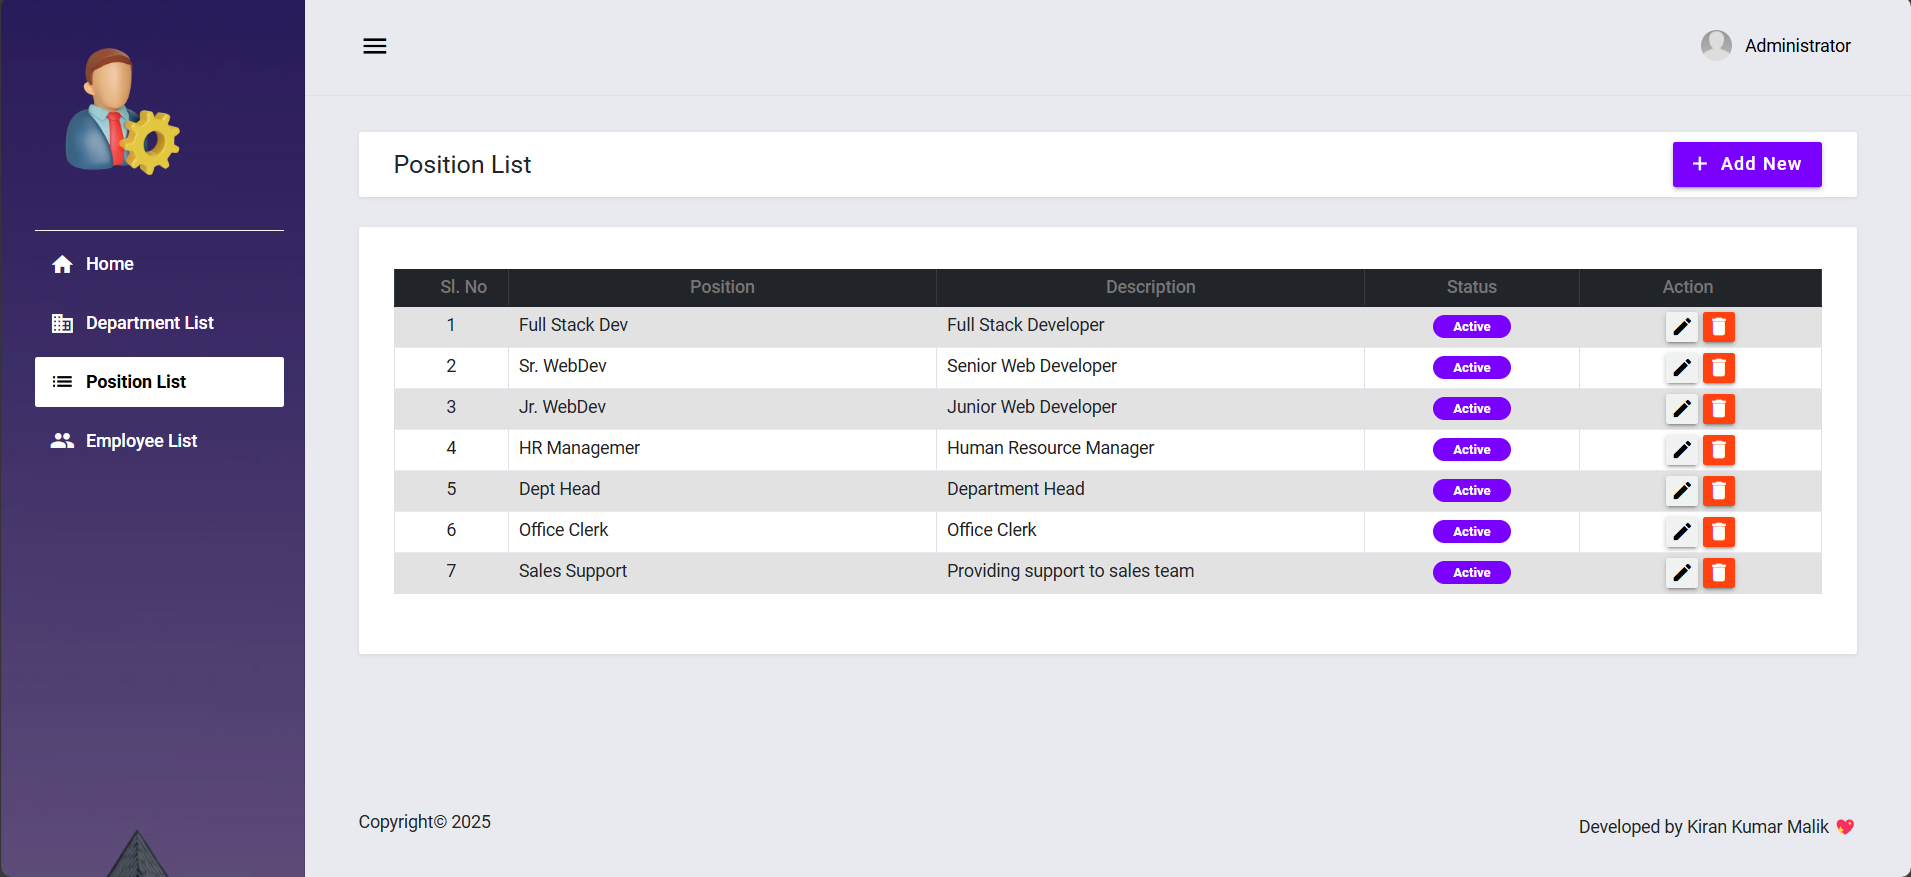 Administrator
Position List
+ Add New
Home
Department List
Position List
Employee List
Sl. No Position Description Status Action
1 Full Stack Dev Full Stack Developer Active
2 Sr. WebDev Senior Web Developer Active
3 Jr. WebDev Junior Web Developer Active
4 HR Managemer Human Resource Manager Active
5 Dept Head Department Head Active
6 Office Clerk Office Clerk Active
7 Sales Support Providing support to sales team Active
Copyright© 2025
Developed by Kiran Kumar Malik 💖